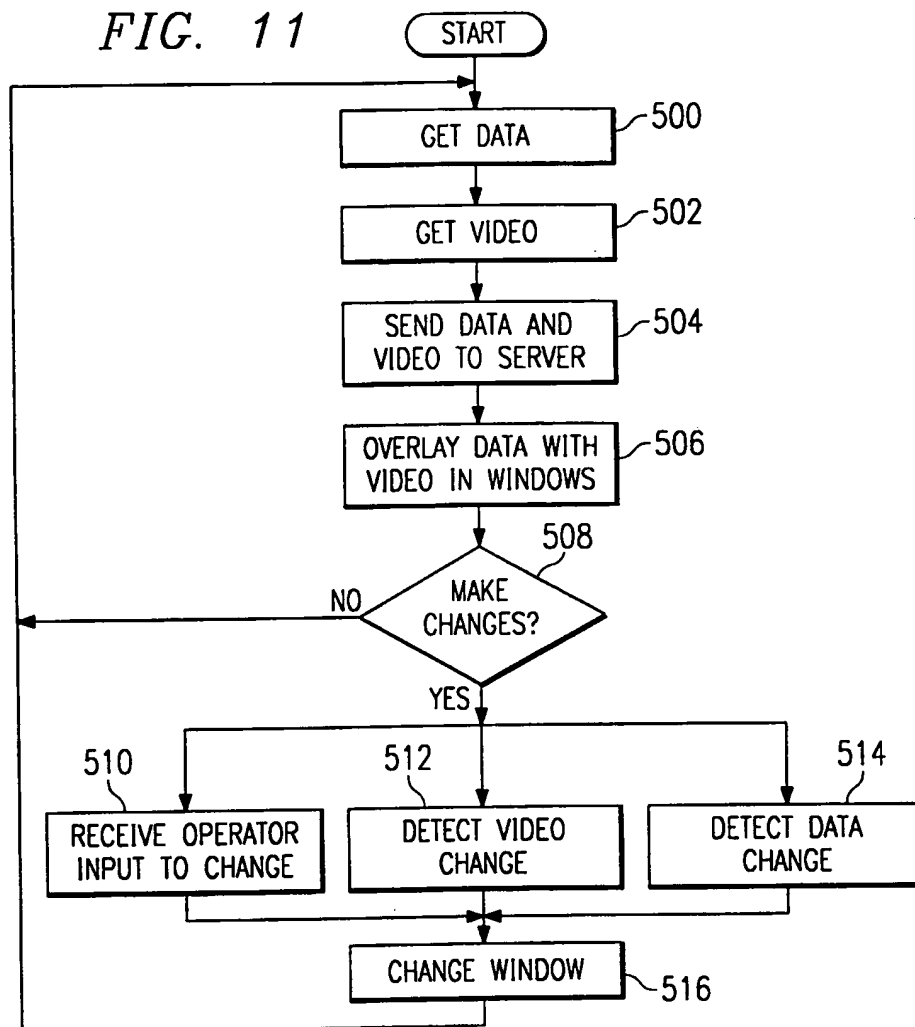 FIG. 11
START
GET DATA
500
GET VIDEO
502
SEND DATA AND
VIDEO TO SERVER
504
OVERLAY DATA WITH
VIDEO IN WINDOWS
506
508
MAKE
CHANGES?
NO
YES
510
RECEIVE OPERATOR
INPUT TO CHANGE
512
DETECT VIDEO
CHANGE
514
DETECT DATA
CHANGE
CHANGE WINDOW
516